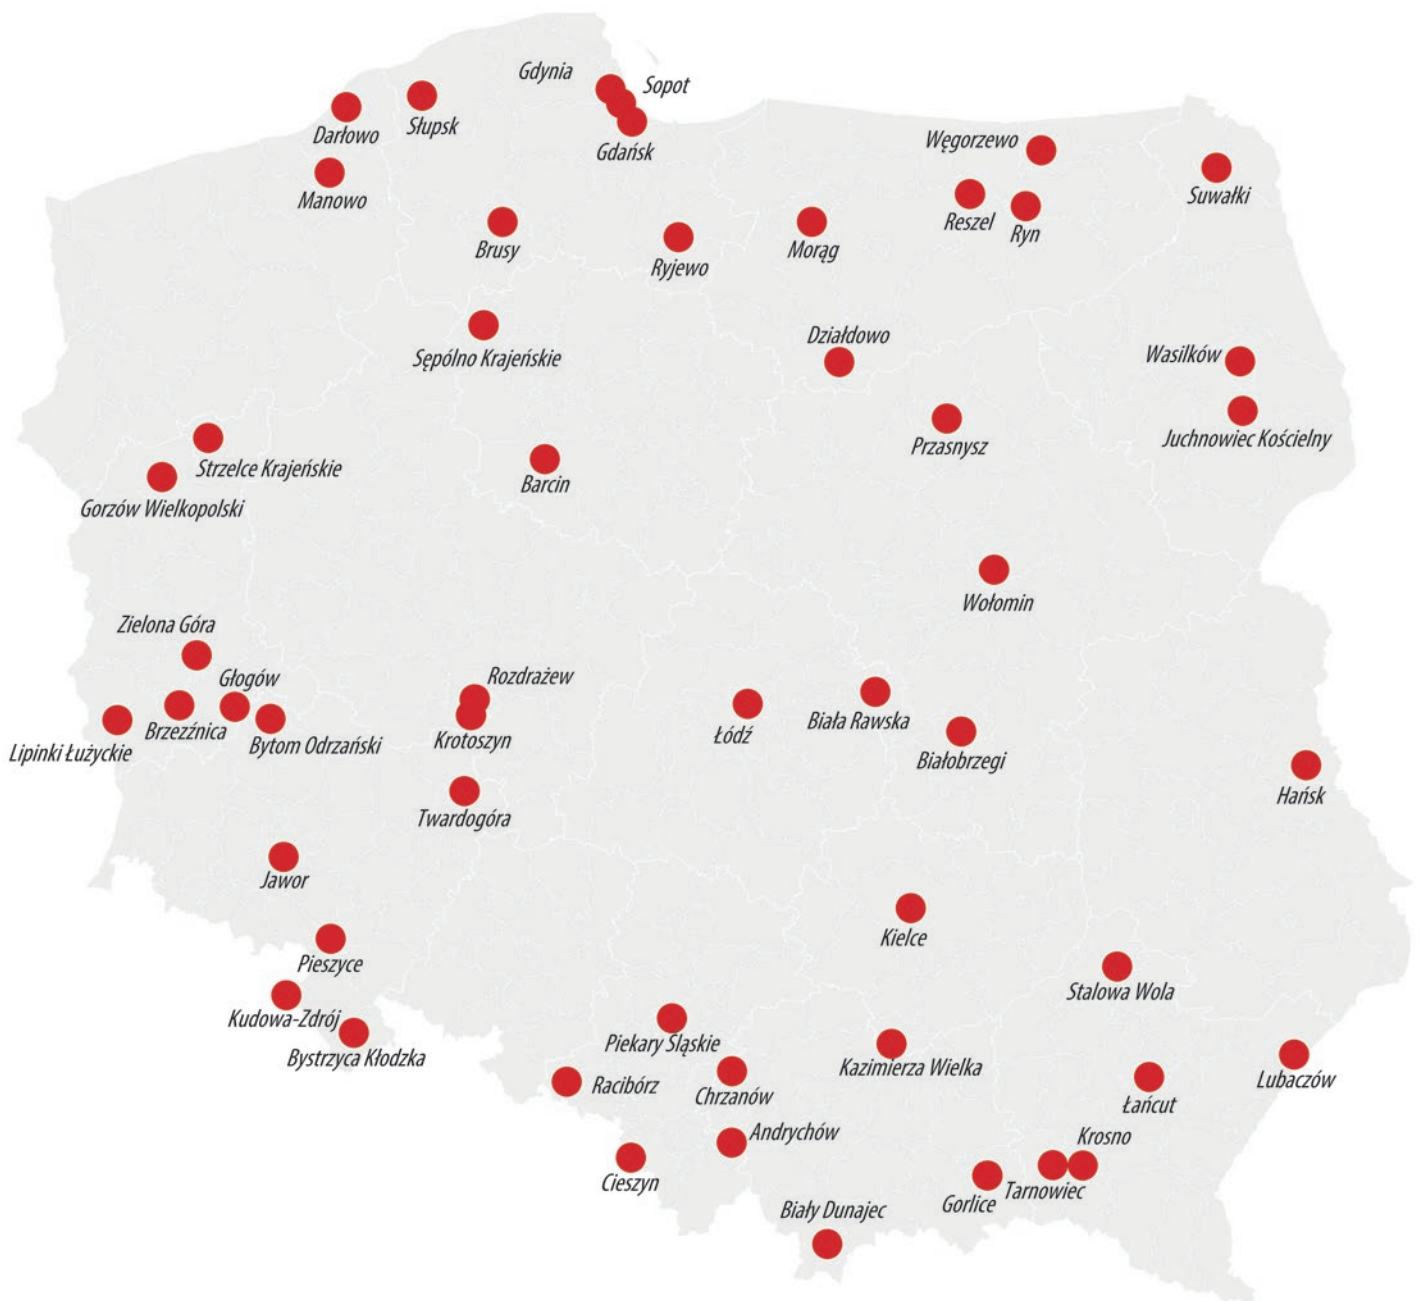 Gdynia
Sopot
Darłowo
Słupsk
Gdańsk
Węgorzewo
Manowo
Suwałki
Reszel
Ryn
Brusy
Morąg
Ryjewo
Działdowo
Sępólno Krajeńskie
Wasilków
Przasnysz
Juchnowiec Kościelny
Strzelce Krajeńskie
Barcin
Gorzów Wielkopolski
Wołomin
Zielona Góra
Rozdrażew
Głogów
Biała Rawska
Brzezźnica
Łódź
Krotoszyn
Bytom Odrzański
Lipinki Łużyckie
Białobrzegi
Hańsk
Twardogóra
Jawor
Kielce
Pieszyce
Stalowa Wola
Kudowa-Zdrój
Piekary Śląskie
Bystrzyca Kłodzka
Kazimierza Wielka
Lubaczów
Racibórz
Chrzanów
Łańcut
Andrychów
Krosno
Cieszyn
Tarnowiec
Gorlice
Biały Dunajec